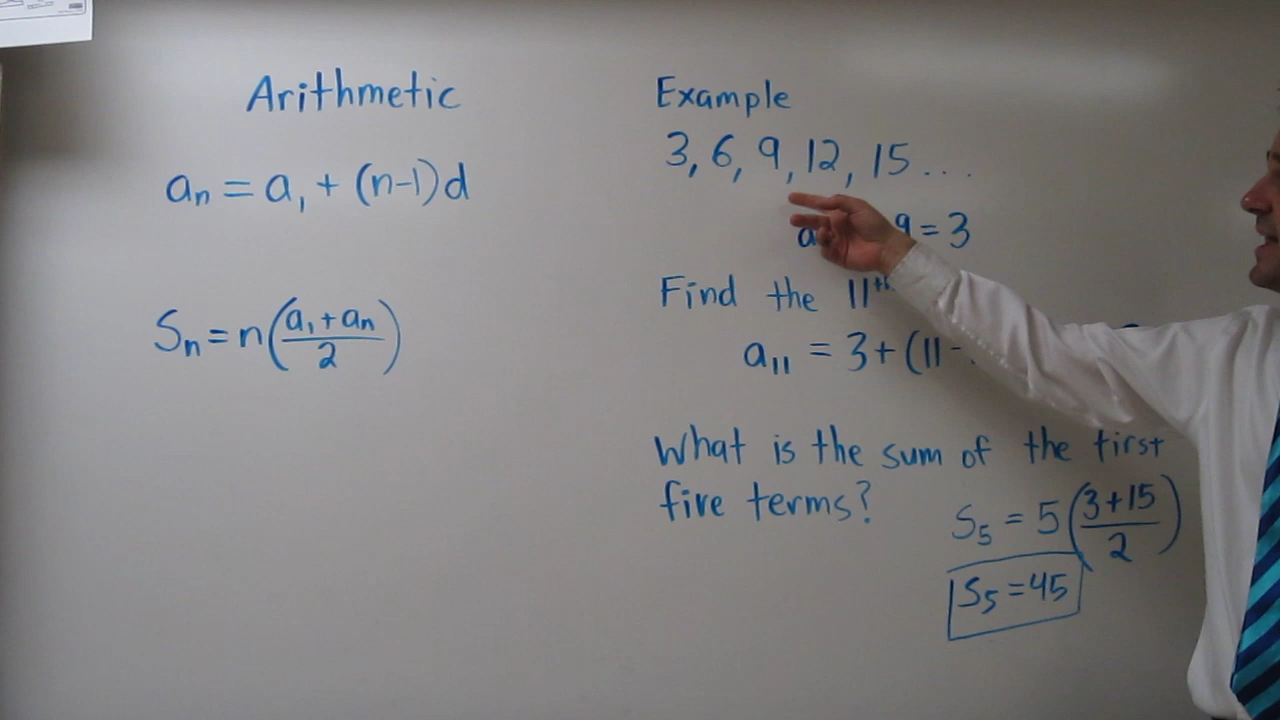 Arithmetic
aₙ = a₁ + (n-1)d
Sₙ = n((a₁ + aₙ)/2)
Example
3, 6, 9, 12, 15 ...
9 = 3
Find the 11th
a₁₁ = 3 + (11 -
What is the sum of the first
five terms?
S₅ = 5((3+15)/2)
S₅ = 45